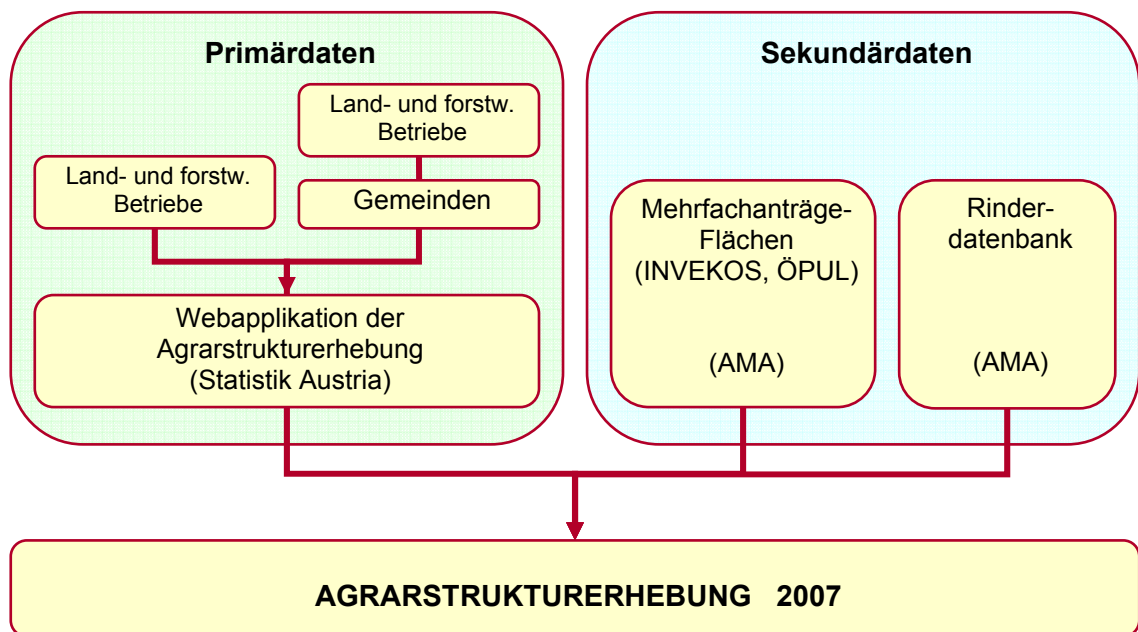 Primärdaten
Land- und forstw.
Betriebe
Land- und forstw.
Betriebe
Gemeinden
Webapplikation der
Agrarstrukturerhebung
(Statistik Austria)
Sekundärdaten
Mehrfachanträge-
Flächen
(INVEKOS, ÖPUL)
(AMA)
Rinder-
datenbank
(AMA)
AGRARSTRUKTURERHEBUNG 2007